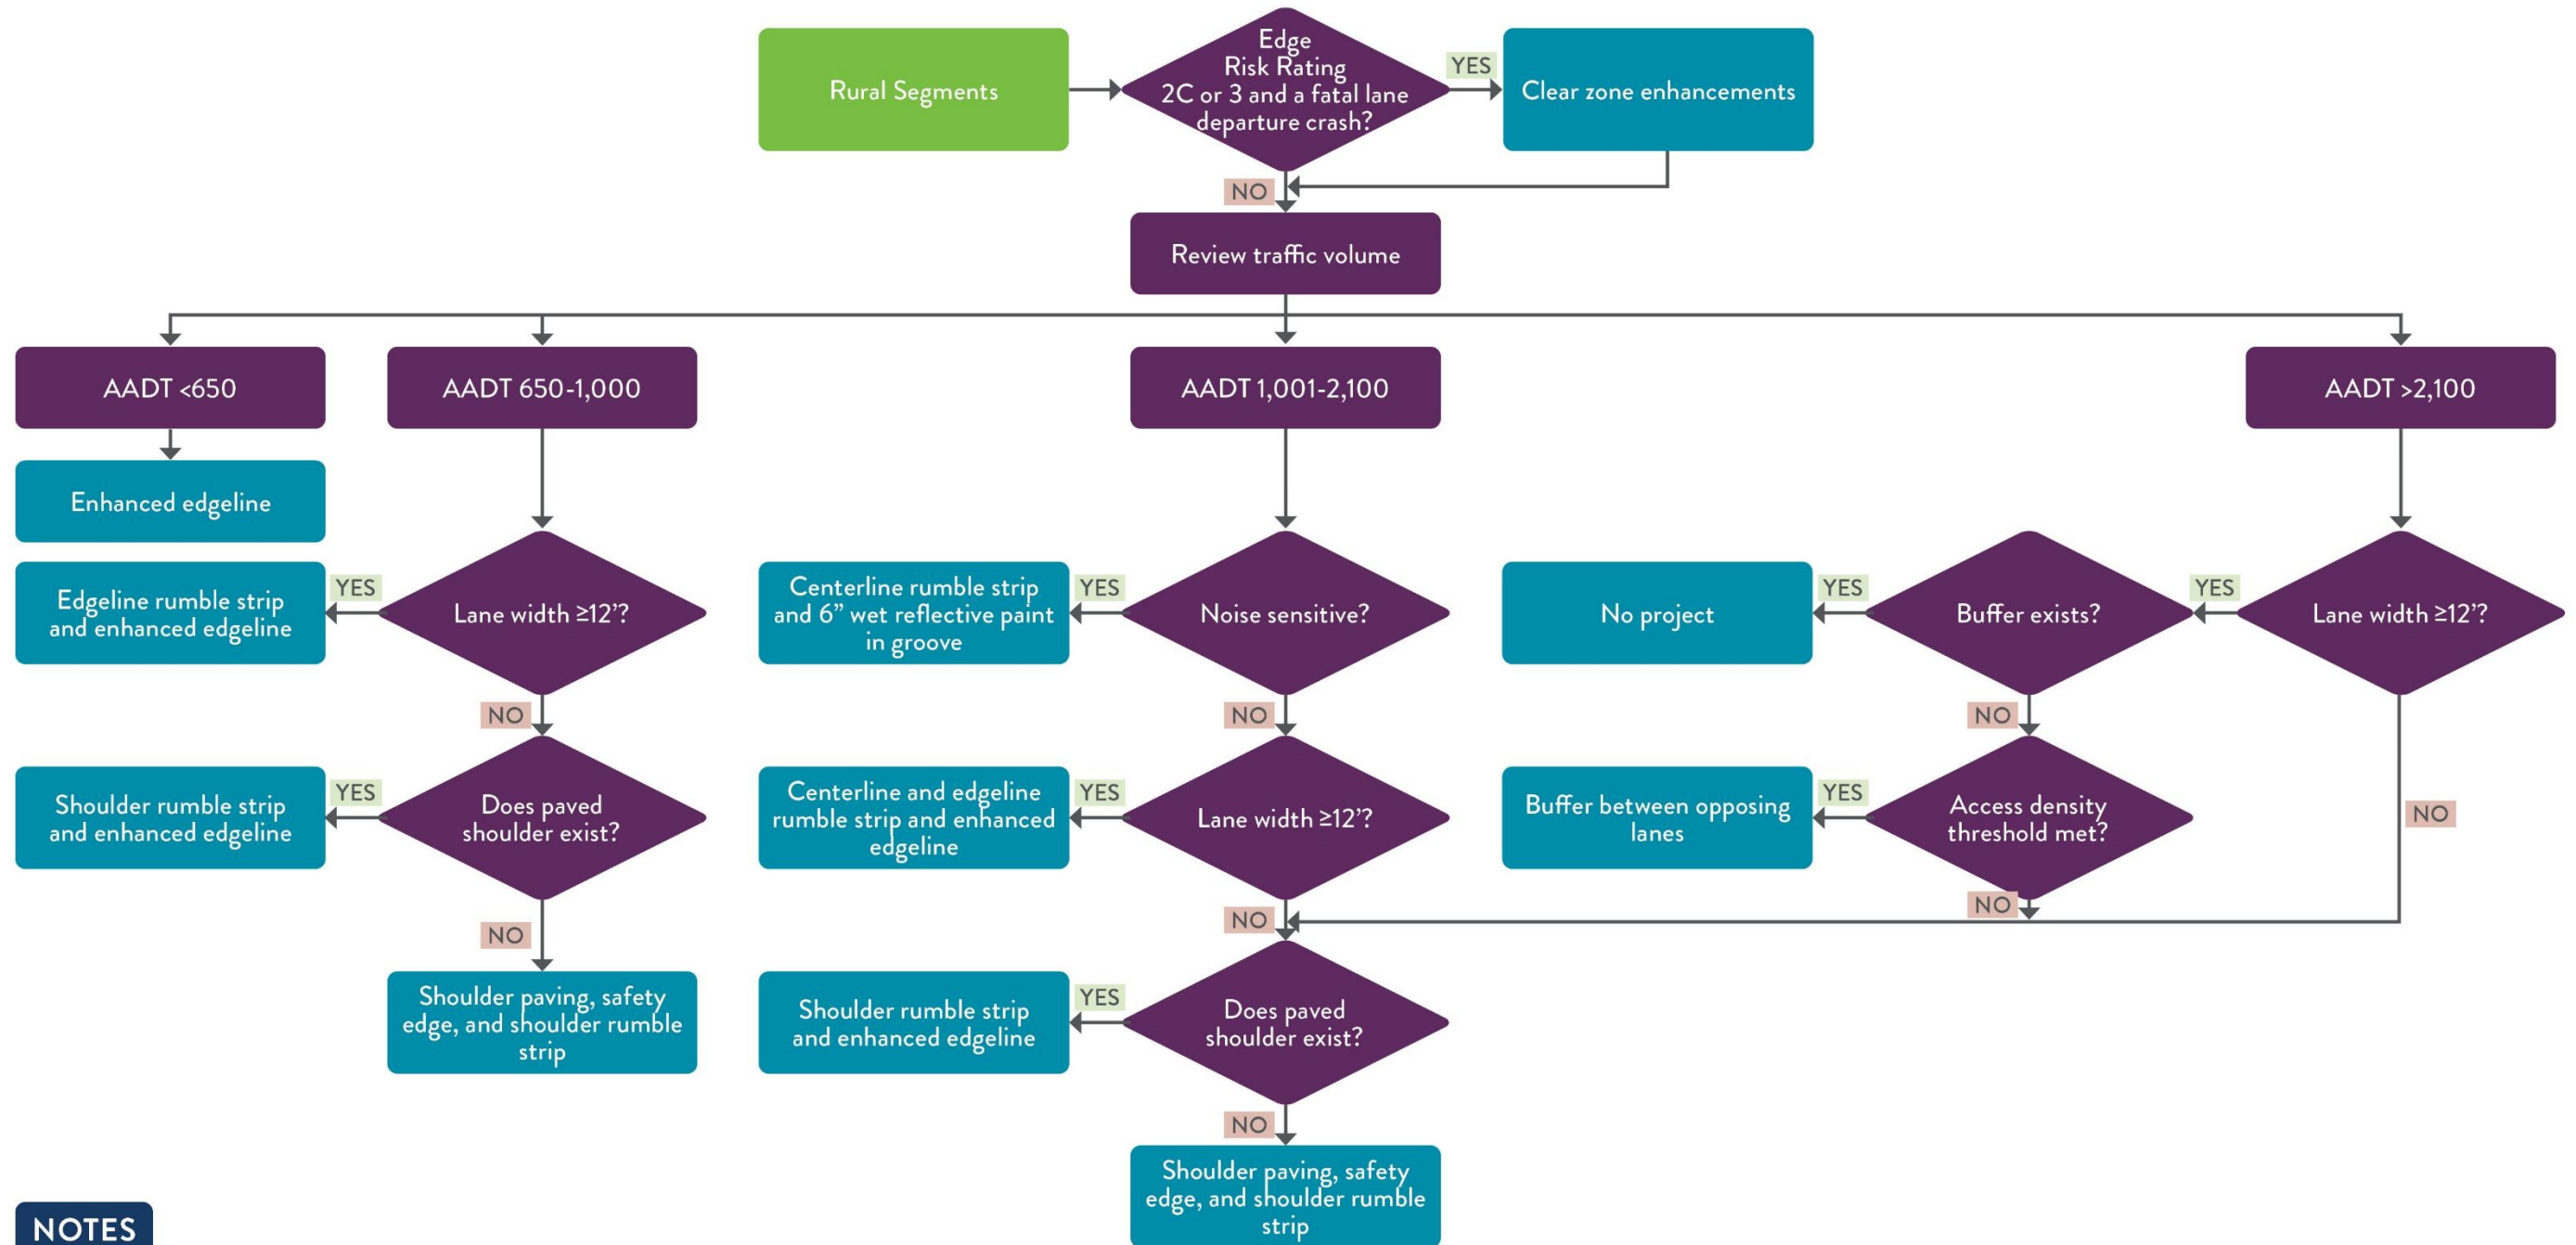 Rural Segments
Edge
Risk Rating
2C or 3 and a fatal lane
departure crash?
YES
Clear zone enhancements
NO
Review traffic volume
AADT <650
AADT 650-1,000
AADT 1,001-2,100
AADT >2,100
Enhanced edgeline
Edgeline rumble strip
and enhanced edgeline
YES
Lane width ≥12'?
Centerline rumble strip
and 6” wet reflective paint
in groove
YES
Noise sensitive?
No project
YES
Buffer exists?
YES
Lane width ≥12'?
NO
NO
NO
Shoulder rumble strip
and enhanced edgeline
YES
Does paved
shoulder exist?
Centerline and edgeline
rumble strip and enhanced
edgeline
YES
Lane width ≥12'?
Buffer between opposing
lanes
YES
Access density
threshold met?
NO
NO
NO
NO
Shoulder paving, safety
edge, and shoulder rumble
strip
Shoulder rumble strip
and enhanced edgeline
YES
Does paved
shoulder exist?
NO
Shoulder paving, safety
edge, and shoulder rumble
strip
NOTES